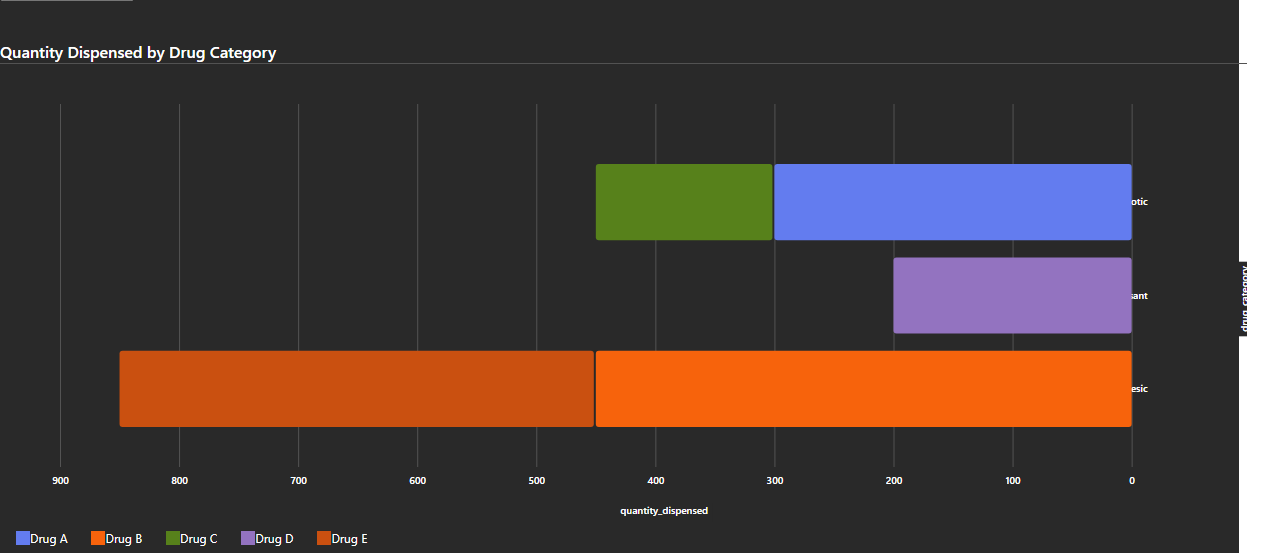 Quantity Dispensed by Drug Category
otic
sant
esic
drug_category
900 800 700 600 500 400 300 200 100 0
quantity_dispensed
Drug A Drug B Drug C Drug D Drug E